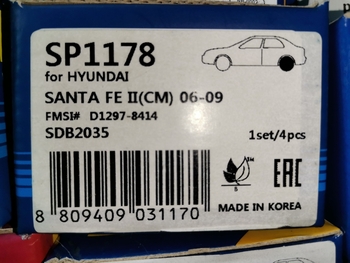 SP1178
for HYUNDAI
SANTA FE II(CM) 06-09
FMSI# D1297-8414
SDB2035
1set/4pcs
EAC
MADE IN KOREA
8 809409 031170